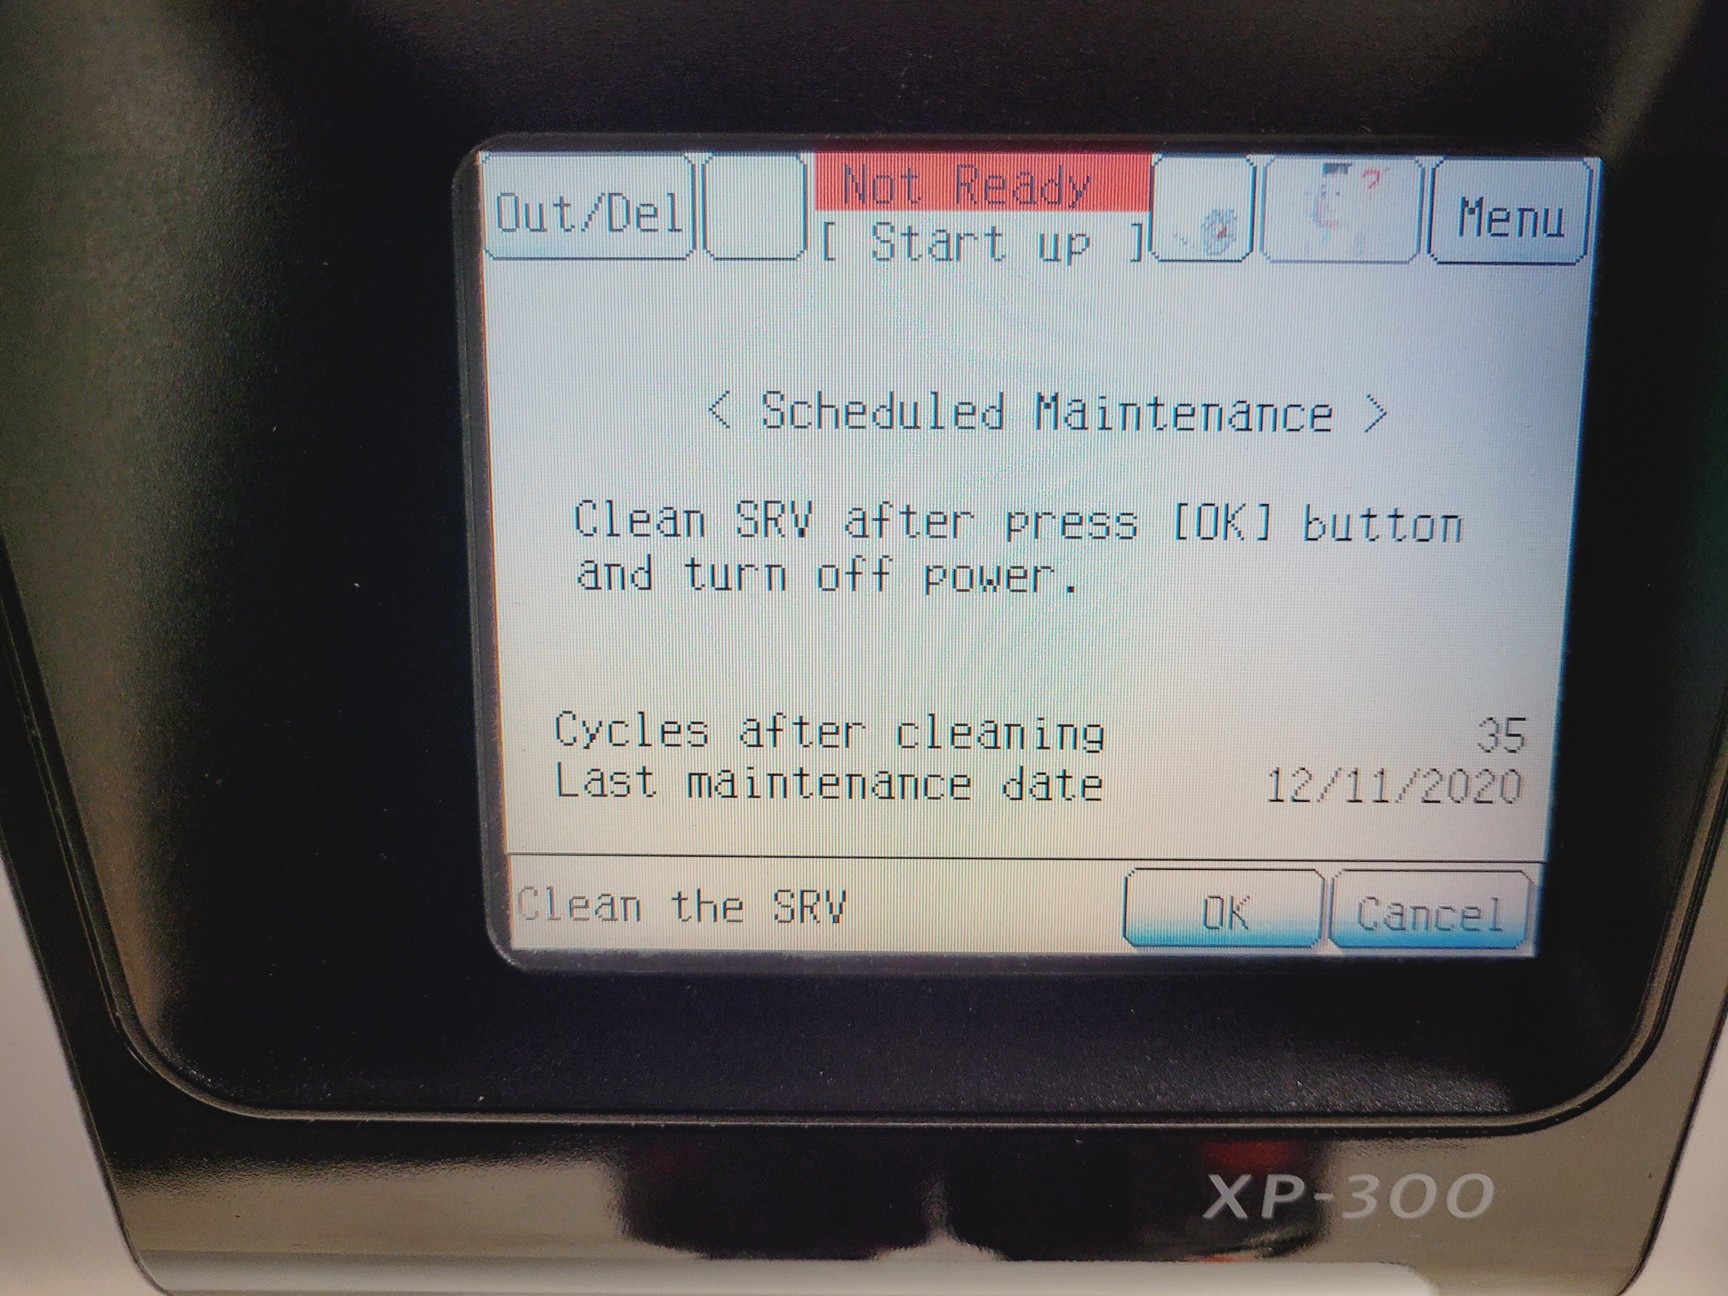 Out/Del
Not Ready
[ Start up ]
?
Menu
< Scheduled Maintenance >
Clean SRV after press [OK] button
and turn off power.
Cycles after cleaning 35
Last maintenance date 12/11/2020
Clean the SRV
OK
Cancel
XP-300